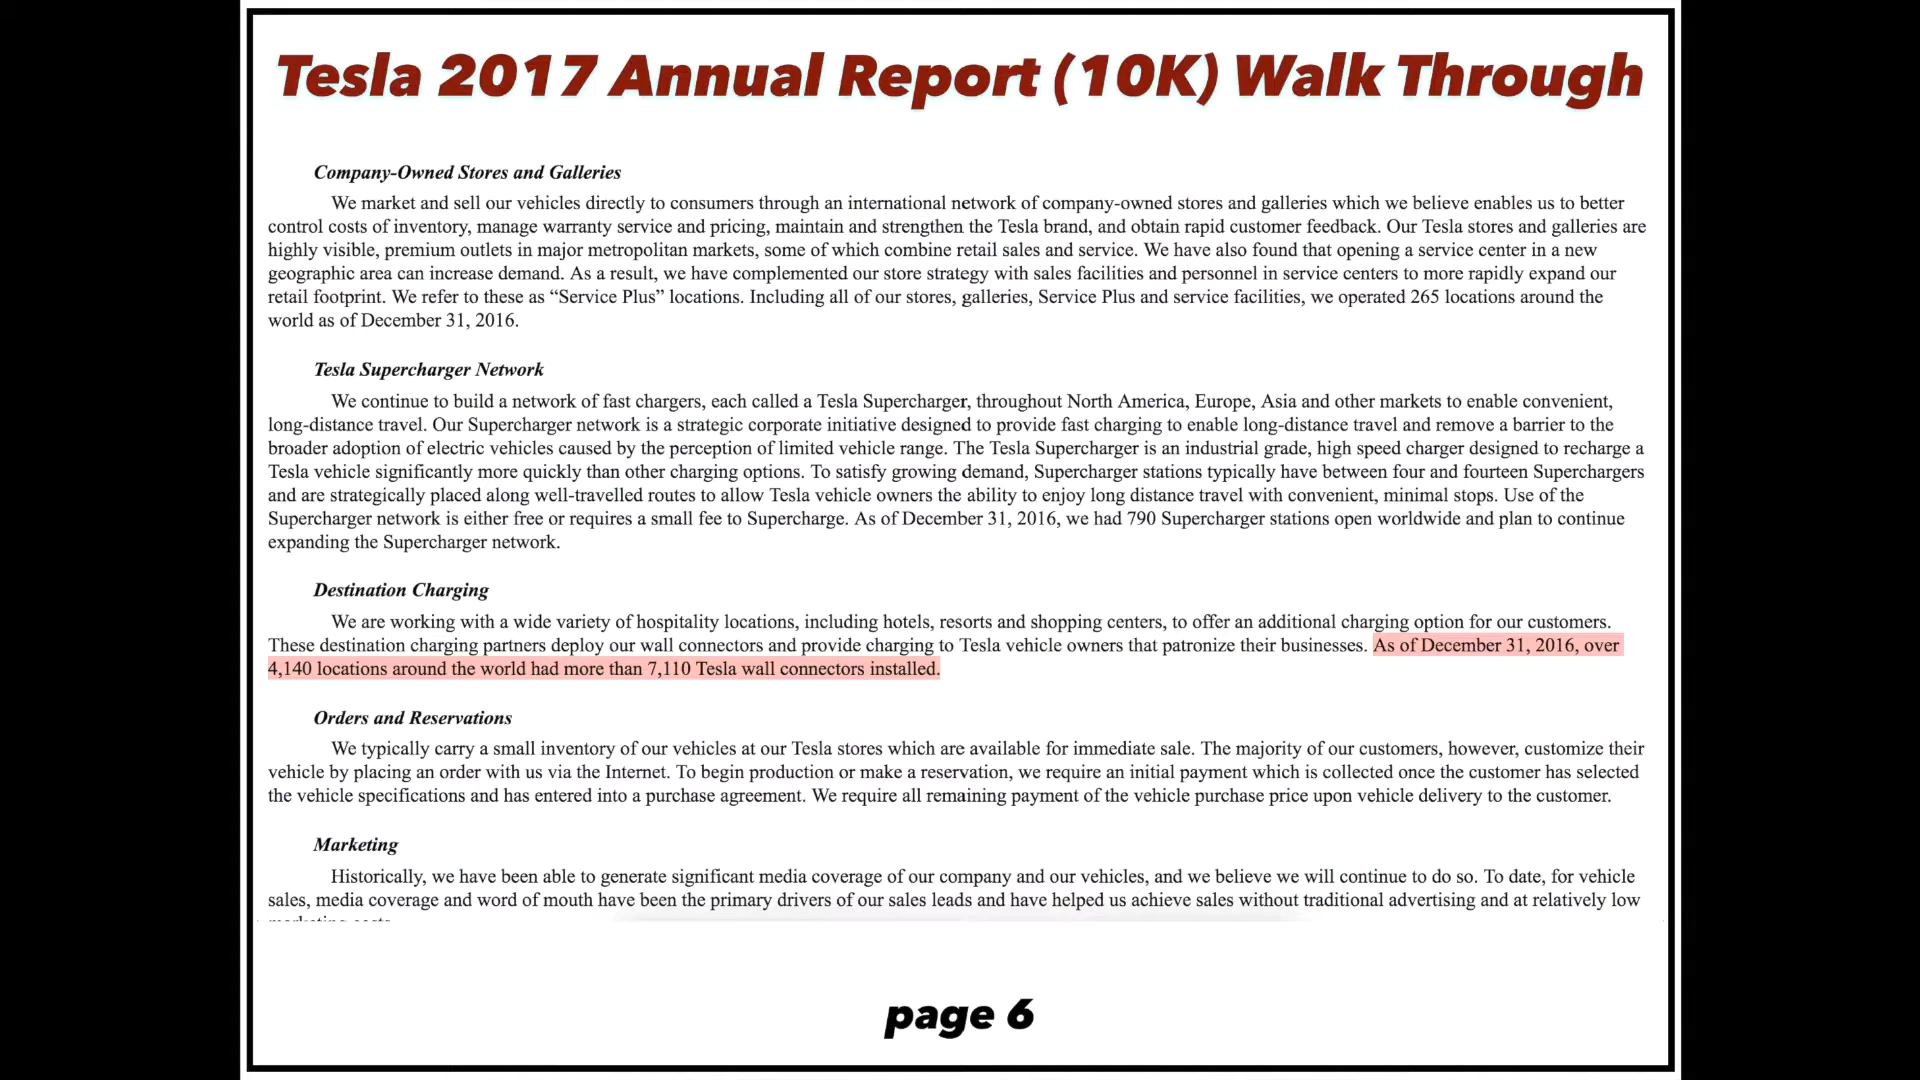 Tesla 2017 Annual Report (10K) Walk Through
Company-Owned Stores and Galleries
We market and sell our vehicles directly to consumers through an international network of company-owned stores and galleries which we believe enables us to better
control costs of inventory, manage warranty service and pricing, maintain and strengthen the Tesla brand, and obtain rapid customer feedback. Our Tesla stores and galleries are
highly visible, premium outlets in major metropolitan markets, some of which combine retail sales and service. We have also found that opening a service center in a new
geographic area can increase demand. As a result, we have complemented our store strategy with sales facilities and personnel in service centers to more rapidly expand our
retail footprint. We refer to these as “Service Plus” locations. Including all of our stores, galleries, Service Plus and service facilities, we operated 265 locations around the
world as of December 31, 2016.
Tesla Supercharger Network
We continue to build a network of fast chargers, each called a Tesla Supercharger, throughout North America, Europe, Asia and other markets to enable convenient,
long-distance travel. Our Supercharger network is a strategic corporate initiative designed to provide fast charging to enable long-distance travel and remove a barrier to the
broader adoption of electric vehicles caused by the perception of limited vehicle range. The Tesla Supercharger is an industrial grade, high speed charger designed to recharge a
Tesla vehicle significantly more quickly than other charging options. To satisfy growing demand, Supercharger stations typically have between four and fourteen Superchargers
and are strategically placed along well-travelled routes to allow Tesla vehicle owners the ability to enjoy long distance travel with convenient, minimal stops. Use of the
Supercharger network is either free or requires a small fee to Supercharge. As of December 31, 2016, we had 790 Supercharger stations open worldwide and plan to continue
expanding the Supercharger network.
Destination Charging
We are working with a wide variety of hospitality locations, including hotels, resorts and shopping centers, to offer an additional charging option for our customers.
These destination charging partners deploy our wall connectors and provide charging to Tesla vehicle owners that patronize their businesses. As of December 31, 2016, over
4,140 locations around the world had more than 7,110 Tesla wall connectors installed.
Orders and Reservations
We typically carry a small inventory of our vehicles at our Tesla stores which are available for immediate sale. The majority of our customers, however, customize their
vehicle by placing an order with us via the Internet. To begin production or make a reservation, we require an initial payment which is collected once the customer has selected
the vehicle specifications and has entered into a purchase agreement. We require all remaining payment of the vehicle purchase price upon vehicle delivery to the customer.
Marketing
Historically, we have been able to generate significant media coverage of our company and our vehicles, and we believe we will continue to do so. To date, for vehicle
sales, media coverage and word of mouth have been the primary drivers of our sales leads and have helped us achieve sales without traditional advertising and at relatively low
page 6